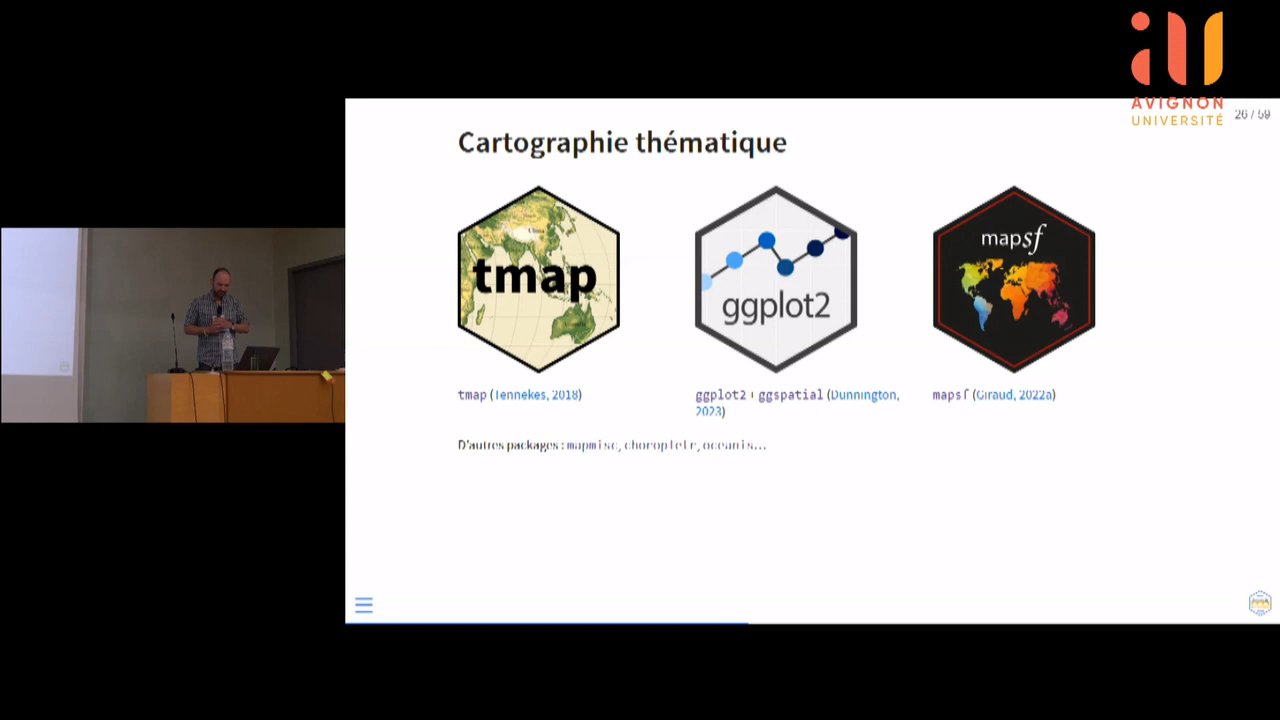 AVIGNON
UNIVERSITÉ
26 / 59
Cartographie thématique
tmap
ggplot2
mapsf
tmap (Tennekes, 2018)
ggplot2 + ggspatial (Dunnington,
2023)
mapsf (Giraud, 2022a)
D'autres packages : mapmisc, choroplethr, oceanis...